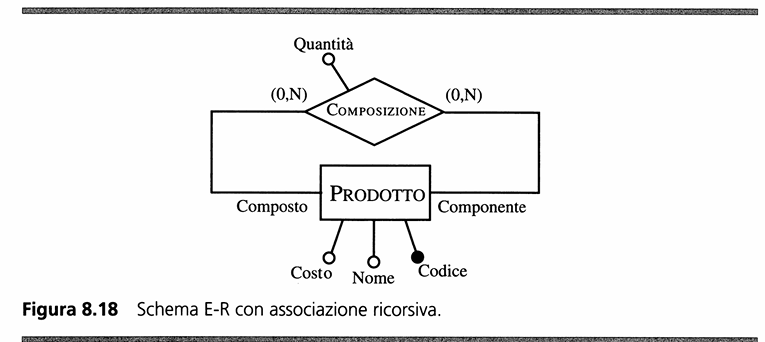 Quantità
(0,N) COMPOSIZIONE (0,N)
PRODOTTO
Composto Componente
Costo Nome Codice
Figura 8.18 Schema E-R con associazione ricorsiva.